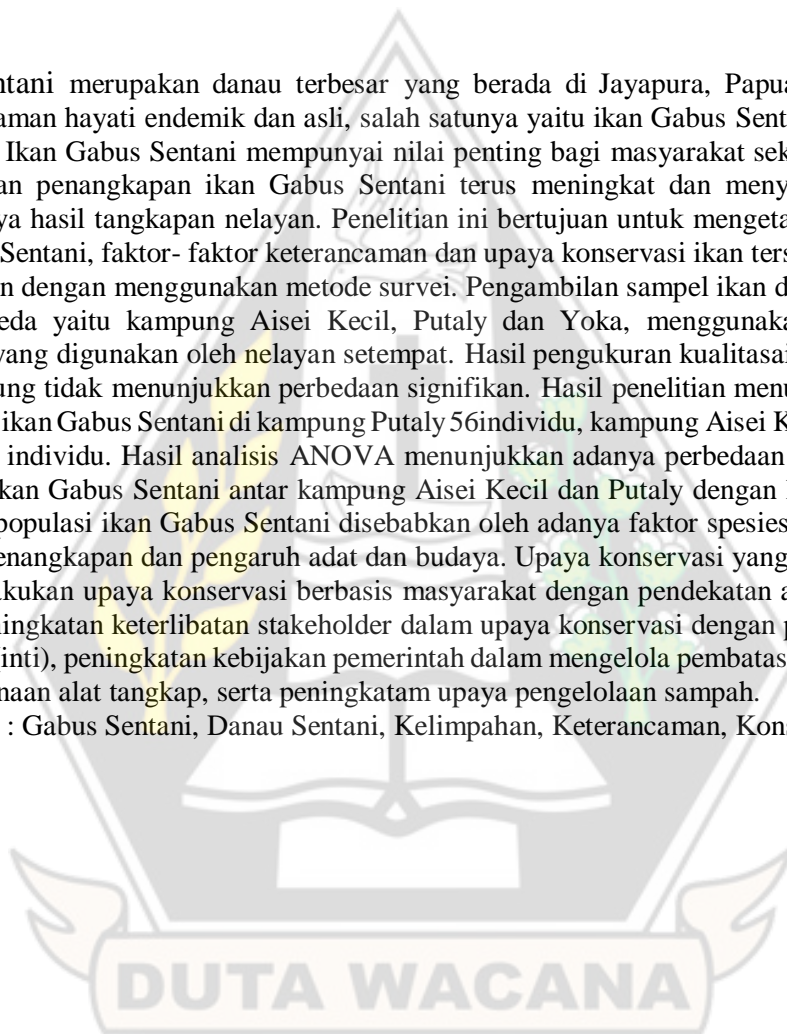 ntani merupakan danau terbesar yang berada di Jayapura, Papua
aman hayati endemik dan asli, salah satunya yaitu ikan Gabus Sent
Ikan Gabus Sentani mempunyai nilai penting bagi masyarakat sek
an penangkapan ikan Gabus Sentani terus meningkat dan meny
ya hasil tangkapan nelayan. Penelitian ini bertujuan untuk mengeta
Sentani, faktor- faktor keterancaman dan upaya konservasi ikan ters
n dengan menggunakan metode survei. Pengambilan sampel ikan d
eda yaitu kampung Aisei Kecil, Putaly dan Yoka, menggunaka
yang digunakan oleh nelayan setempat. Hasil pengukuran kualitasai
ung tidak menunjukkan perbedaan signifikan. Hasil penelitian menu
ikan Gabus Sentani di kampung Putaly 56individu, kampung Aisei K
individu. Hasil analisis ANOVA menunjukkan adanya perbedaan
kan Gabus Sentani antar kampung Aisei Kecil dan Putaly dengan
populasi ikan Gabus Sentani disebabkan oleh adanya faktor spesies
enangkapan dan pengaruh adat dan budaya. Upaya konservasi yang
akukan upaya konservasi berbasis masyarakat dengan pendekatan a
ningkatan keterlibatan stakeholder dalam upaya konservasi dengan p
inti), peningkatan kebijakan pemerintah dalam mengelola pembatas
naan alat tangkap, serta peningkatam upaya pengelolaan sampah.
: Gabus Sentani, Danau Sentani, Kelimpahan, Keterancaman, Kons
DUTA WACANA